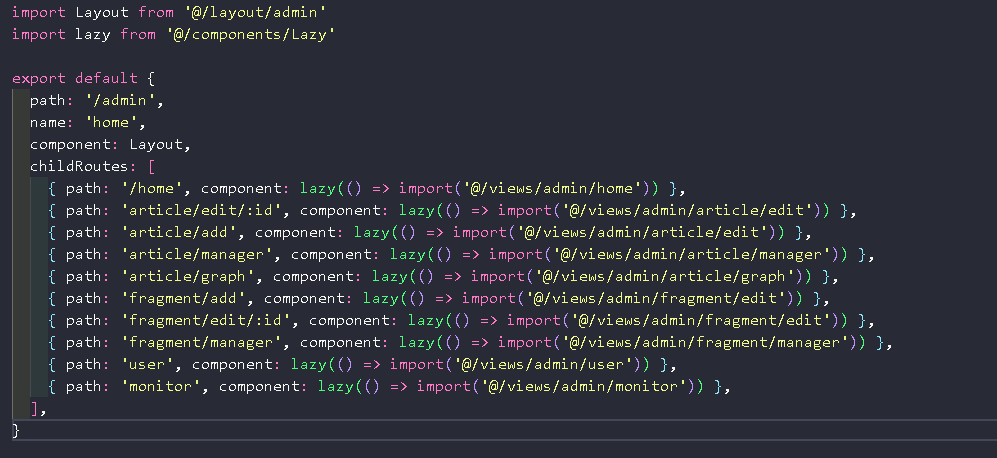 import Layout from '@/layout/admin'
import lazy from '@/components/Lazy'
export default {
path: '/admin',
name: 'home',
component: Layout,
childRoutes: [
{ path: '/home', component: lazy(() => import('@/views/admin/home')) },
{ path: 'article/edit/:id', component: lazy(() => import('@/views/admin/article/edit')) },
{ path: 'article/add', component: lazy(() => import('@/views/admin/article/edit')) },
{ path: 'article/manager', component: lazy(() => import('@/views/admin/article/manager')) },
{ path: 'article/graph', component: lazy(() => import('@/views/admin/article/graph')) },
{ path: 'fragment/add', component: lazy(() => import('@/views/admin/fragment/edit')) },
{ path: 'fragment/edit/:id', component: lazy(() => import('@/views/admin/fragment/edit')) },
{ path: 'fragment/manager', component: lazy(() => import('@/views/admin/fragment/manager')) },
{ path: 'user', component: lazy(() => import('@/views/admin/user')) },
{ path: 'monitor', component: lazy(() => import('@/views/admin/monitor')) },
],
}